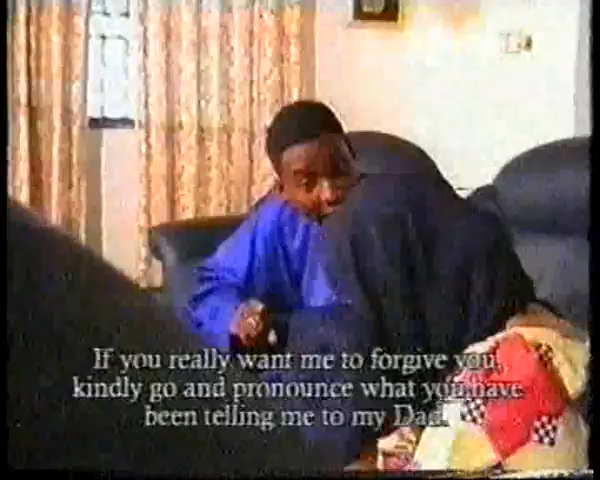 If you really want me to forgive you,
kindly go and pronounce what you have
been telling me to my Dad.